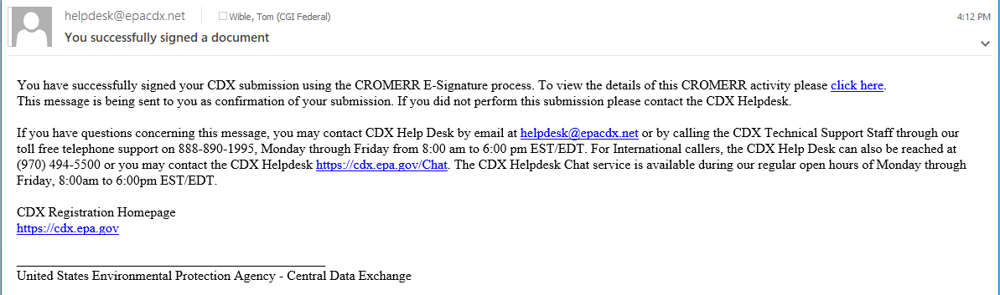 helpdesk@epacdx.net Wible, Tom (CGI Federal) 4:12 PM
You successfully signed a document
You have successfully signed your CDX submission using the CROMERR E-Signature process. To view the details of this CROMERR activity please click here.
This message is being sent to you as confirmation of your submission. If you did not perform this submission please contact the CDX Helpdesk.
If you have questions concerning this message, you may contact CDX Help Desk by email at helpdesk@epacdx.net or by calling the CDX Technical Support Staff through our
toll free telephone support on 888-890-1995, Monday through Friday from 8:00 am to 6:00 pm EST/EDT. For International callers, the CDX Help Desk can also be reached at
(970) 494-5500 or you may contact the CDX Helpdesk https://cdx.epa.gov/Chat. The CDX Helpdesk Chat service is available during our regular open hours of Monday through
Friday, 8:00am to 6:00pm EST/EDT.
CDX Registration Homepage
https://cdx.epa.gov
United States Environmental Protection Agency - Central Data Exchange